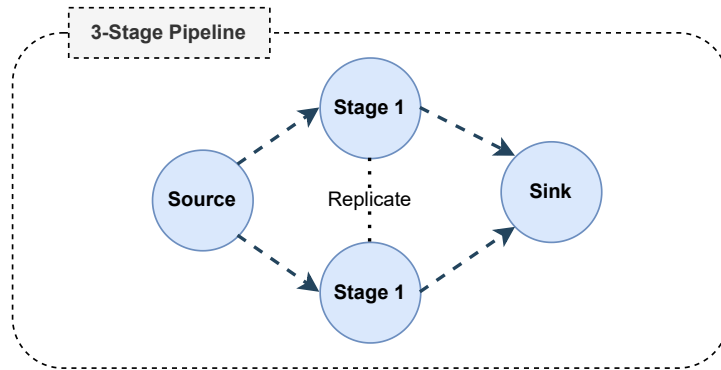 3-Stage Pipeline
Stage 1
Source
Replicate
Sink
Stage 1